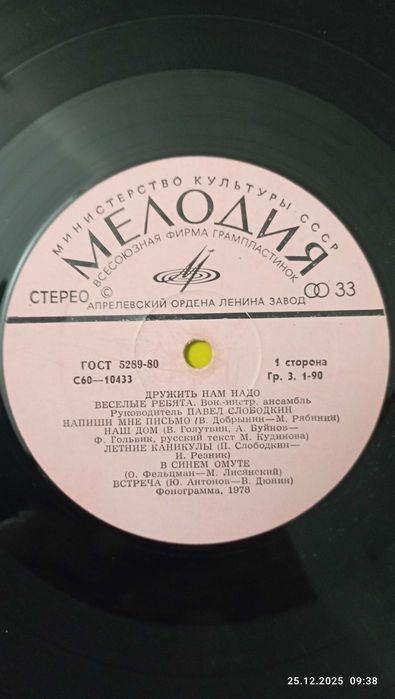 МИНИСТЕРСТВО КУЛЬТУРЫ СССР
МЕЛОДИЯ
ВСЕСОЮЗНАЯ ФИРМА ГРАМПЛАСТИНОК
СТЕРЕО © 33
АПРЕЛЕВСКИЙ ОРДЕНА ЛЕНИНА ЗАВОД
ГОСТ 5289-80 1 сторона
С60—10433 Гр. 3. 1-90
ДРУЖИТЬ НАМ НАДО
ВЕСЕЛЫЕ РЕБЯТА. Вок.-инстр. ансамбль
Руководитель ПАВЕЛ СЛОБОДКИН
НАПИШИ МНЕ ПИСЬМО (В. Добрынин—М. Рябинин)
НАШ ДОМ (В. Голутвин, А. Буйнов—
Ф. Гольвик, русский текст М. Кудинова)
ЛЕТНИЕ КАНИКУЛЫ (П. Слободкин—
И. Резник)
В СИНЕМ ОМУТЕ
(О. Фельцман—М. Лисянский)
ВСТРЕЧА (Ю. Антонов—В. Дюнин)
Фонограмма, 1978
25.12.2025 09:38